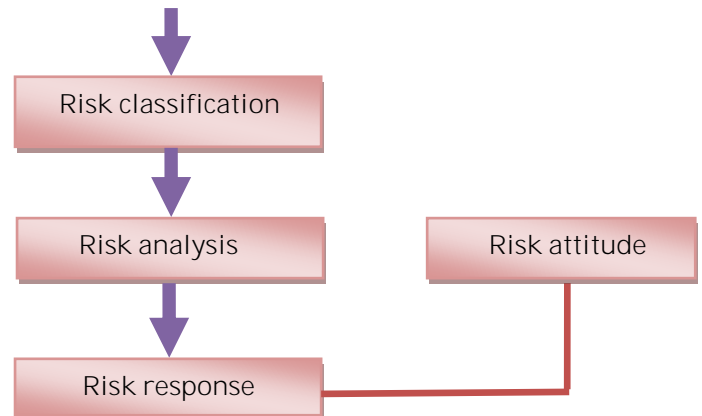 Risk classification
Risk analysis
Risk attitude
Risk response